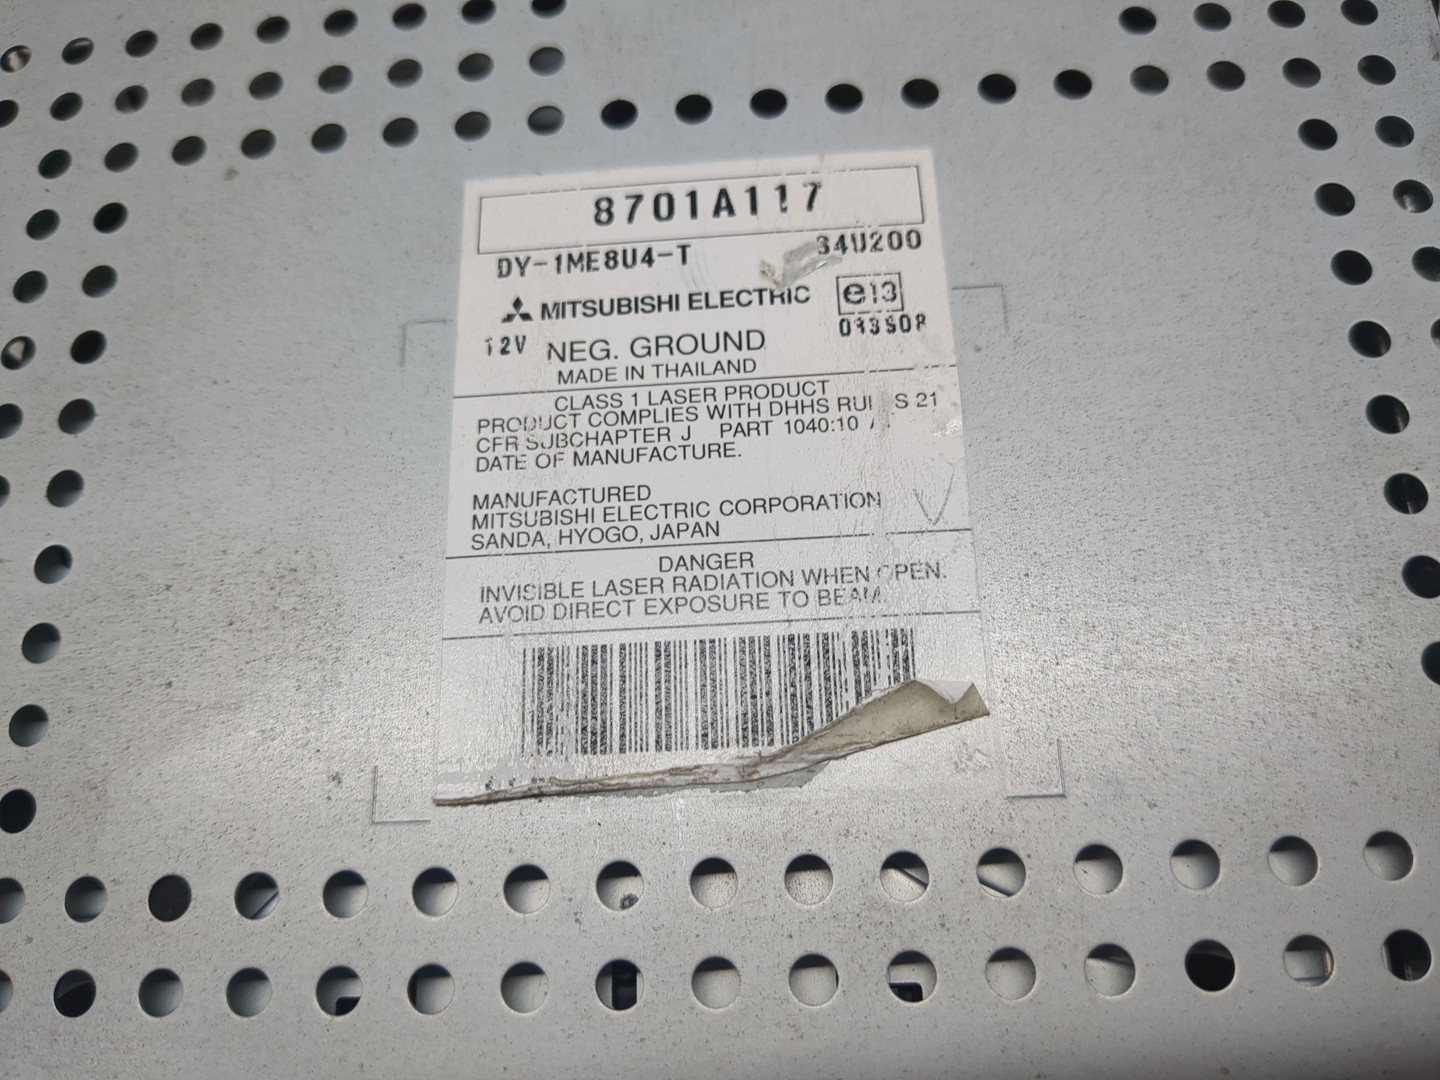 8701A117
DY-1ME8U4-T 34U200
MITSUBISHI ELECTRIC e13
12V NEG. GROUND
MADE IN THAILAND
CLASS 1 LASER PRODUCT
PRODUCT COMPLIES WITH DHHS 21
CFR SUBCHAPTER J PART 1040:10
DATE OF MANUFACTURE.
MANUFACTURED
MITSUBISHI ELECTRIC CORPORATION
SANDA, HYOGO, JAPAN
DANGER
INVISIBLE LASER RADIATION WHEN OPEN.
AVOID DIRECT EXPOSURE TO BEAM.